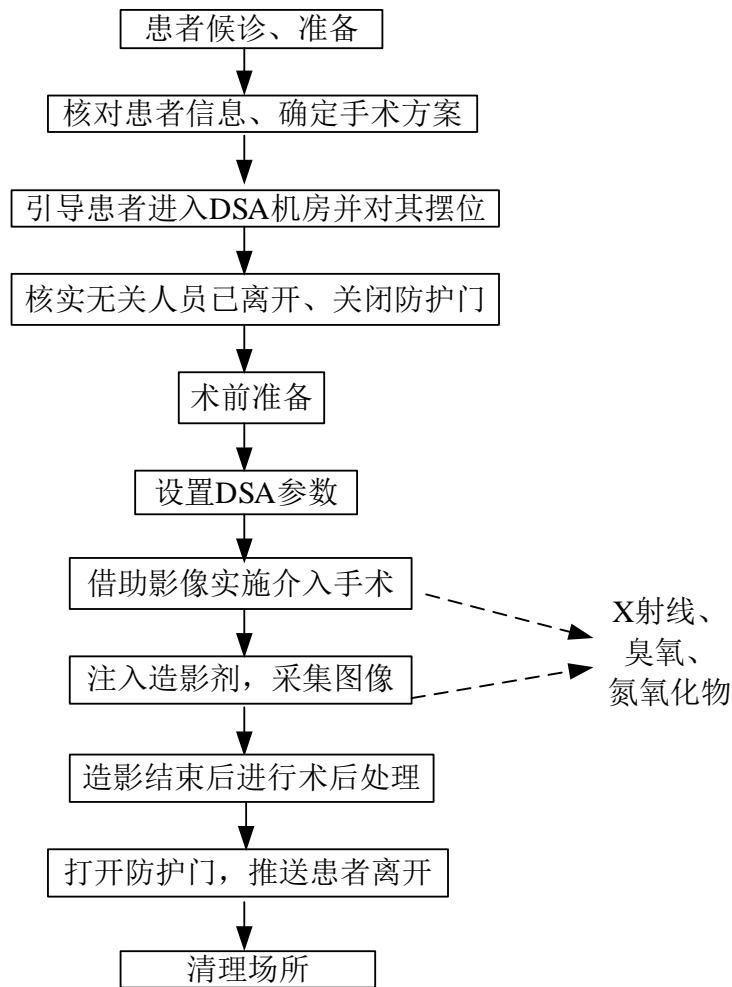 患者候诊、准备
核对患者信息、确定手术方案
引导患者进入DSA机房并对其摆位
核实无关人员已离开、关闭防护门
术前准备
设置DSA参数
借助影像实施介入手术
X射线、
臭氧、
氮氧化物
注入造影剂，采集图像
造影结束后进行术后处理
打开防护门，推送患者离开
清理场所